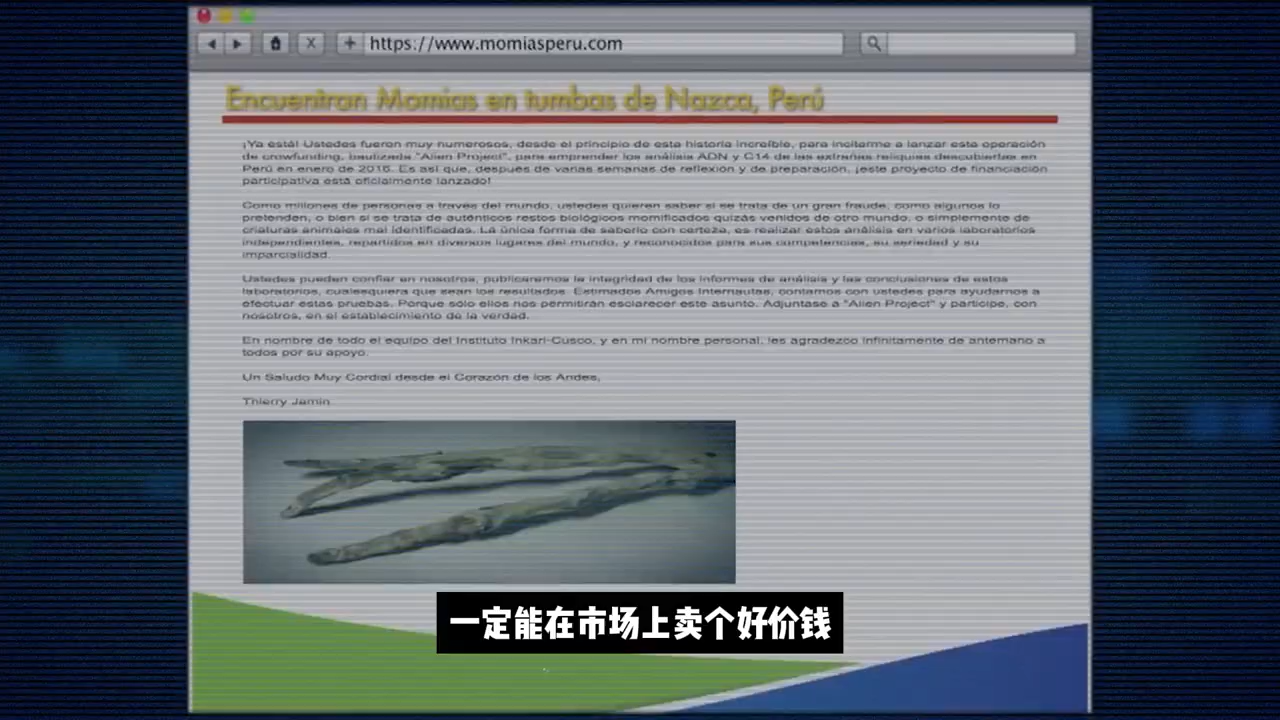 https://www.momiasperu.com
Encuentran Momias en tumbas de Nazca, Perú
¡Ya está! Ustedes fueron muy numerosos, desde el principio de esta historia increíble, para incitarme a lanzar esta operación
de crowfunding, bautizada "Alien Project", para emprender los análisis ADN y C14 de las extrañas reliquias descubiertas en
Perú en enero de 2016. Es así que, después de varias semanas de reflexión y de preparación, ¡este proyecto de financiación
participativa está oficialmente lanzado!
Como millones de personas a través del mundo, ustedes quieren saber si se trata de un gran fraude, como algunos lo
pretenden, o bien si se trata de auténticos restos biológicos momificados quizás venidos de otro mundo, o simplemente de
criaturas animales mal identificadas. La única forma de saberlo con certeza, es realizar estos análisis en varios laboratorios
independientes, repartidos en diversos lugares del mundo, y reconocidos para sus competencias, su seriedad y su
imparcialidad.
Ustedes pueden confiar en nosotros, publicaremos la integridad de los informes de análisis y las conclusiones de estos
laboratorios, cualesquiera que sean los resultados. Estimados Amigos Internautas, contamos con ustedes para ayudarnos a
efectuar estas pruebas. Porque sólo ellos nos permitirán esclarecer este asunto. Adjuntase a "Alien Project" y participe, con
nosotros, en el establecimiento de la verdad.
En nombre de todo el equipo del Instituto Inkari-Cusco, y en mi nombre personal, les agradezco infinitamente de antemano a
todos por su apoyo.
Un Saludo Muy Cordial desde el Corazón de los Andes,
Thierry Jamin
一定能在市场上卖个好价钱